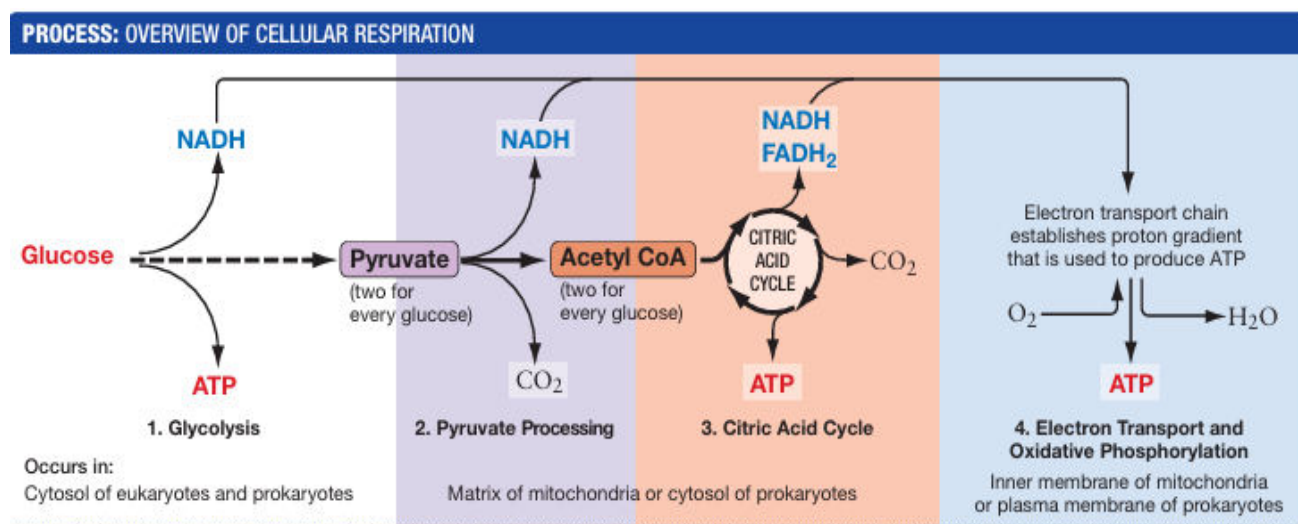 PROCESS: OVERVIEW OF CELLULAR RESPIRATION
NADH
NADH
NADH
FADH₂
Glucose
Pyruvate
(two for
every glucose)
Acetyl CoA
(two for
every glucose)
CITRIC
ACID
CYCLE
CO₂
Electron transport chain
establishes proton gradient
that is used to produce ATP
O₂
H₂O
ATP
CO₂
ATP
ATP
1. Glycolysis
2. Pyruvate Processing
3. Citric Acid Cycle
4. Electron Transport and
Oxidative Phosphorylation
Occurs in:
Cytosol of eukaryotes and prokaryotes
Matrix of mitochondria or cytosol of prokaryotes
Inner membrane of mitochondria
or plasma membrane of prokaryotes